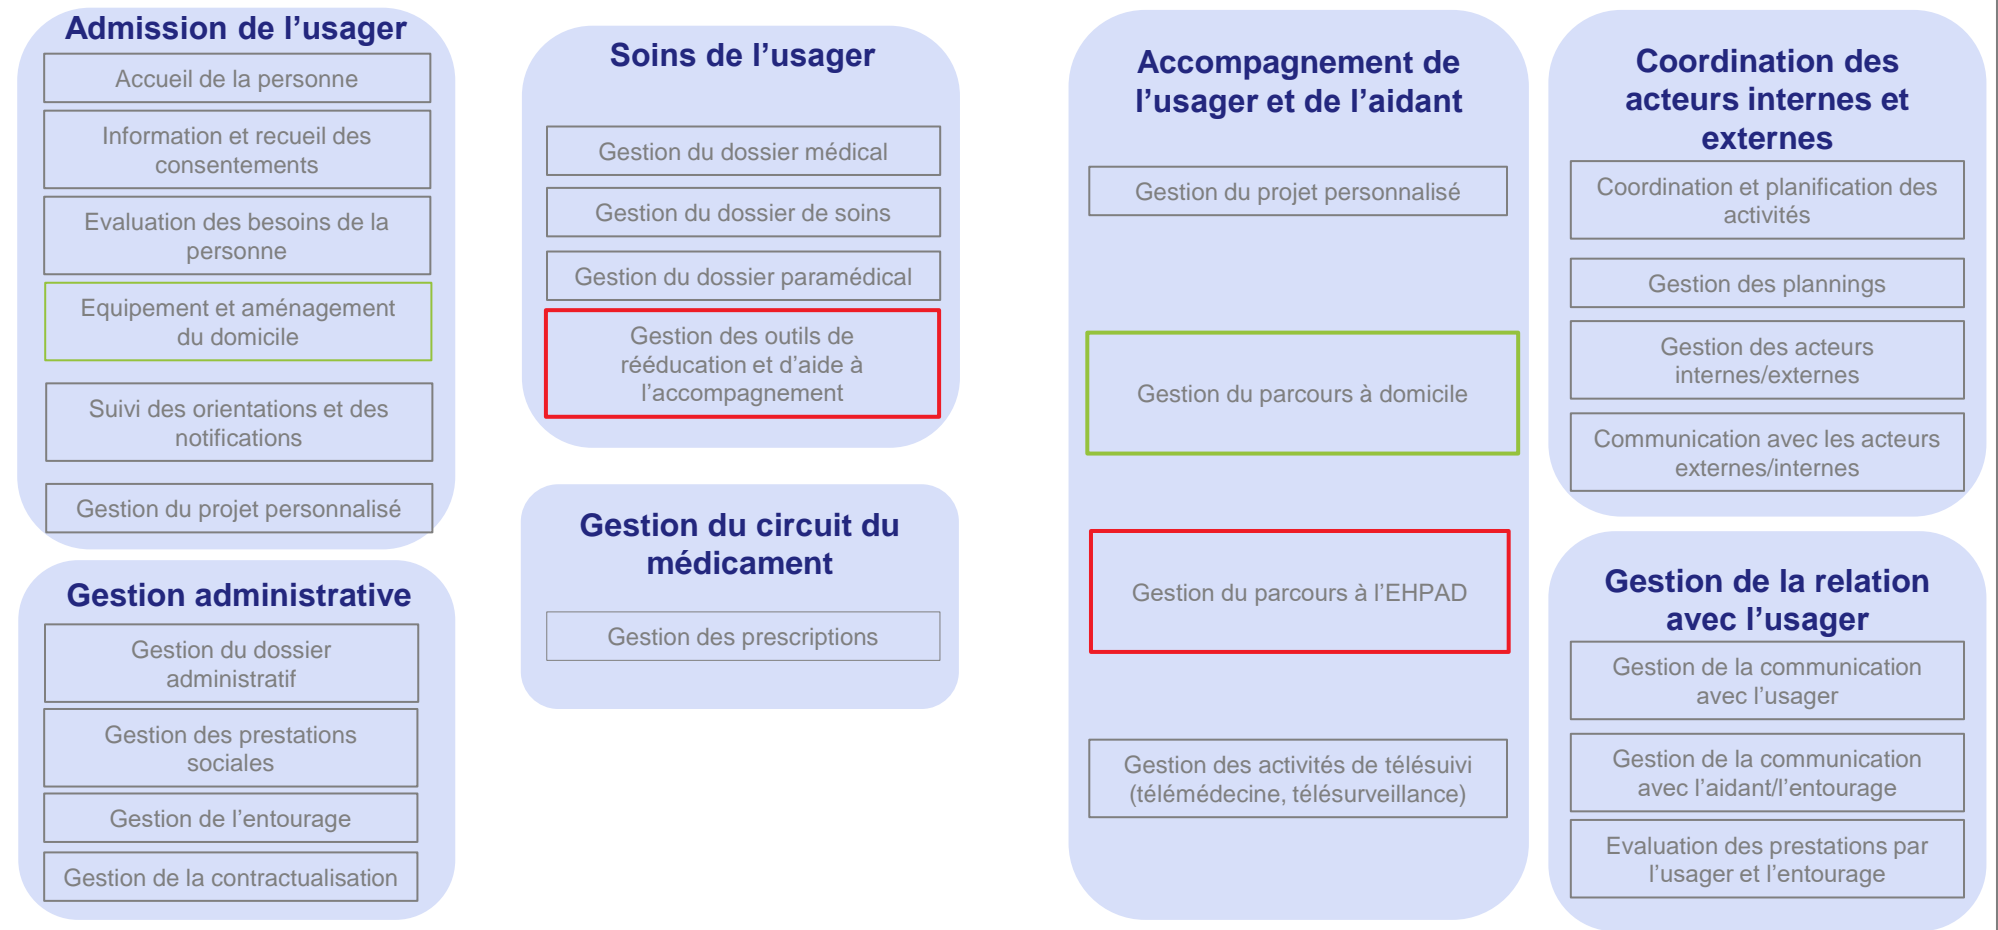 Admission de l’usager
Accueil de la personne
Information et recueil des
consentements
Evaluation des besoins de la
personne
Equipement et aménagement
du domicile
Suivi des orientations et des
notifications
Gestion du projet personnalisé
Gestion administrative
Gestion du dossier
administratif
Gestion des prestations
sociales
Gestion de l’entourage
Gestion de la contractualisation
Soins de l’usager
Gestion du dossier médical
Gestion du dossier de soins
Gestion du dossier paramédical
Gestion des outils de
rééducation et d’aide à
l’accompagnement
Gestion du circuit du
médicament
Gestion des prescriptions
Accompagnement de
l’usager et de l’aidant
Gestion du projet personnalisé
Gestion du parcours à domicile
Gestion du parcours à l’EHPAD
Gestion des activités de télésuivi
(télémédecine, télésurveillance)
Coordination des
acteurs internes et
externes
Coordination et planification des
activités
Gestion des plannings
Gestion des acteurs
internes/externes
Communication avec les acteurs
externes/internes
Gestion de la relation
avec l’usager
Gestion de la communication
avec l’usager
Gestion de la communication
avec l’aidant/l’entourage
Evaluation des prestations par
l’usager et l’entourage